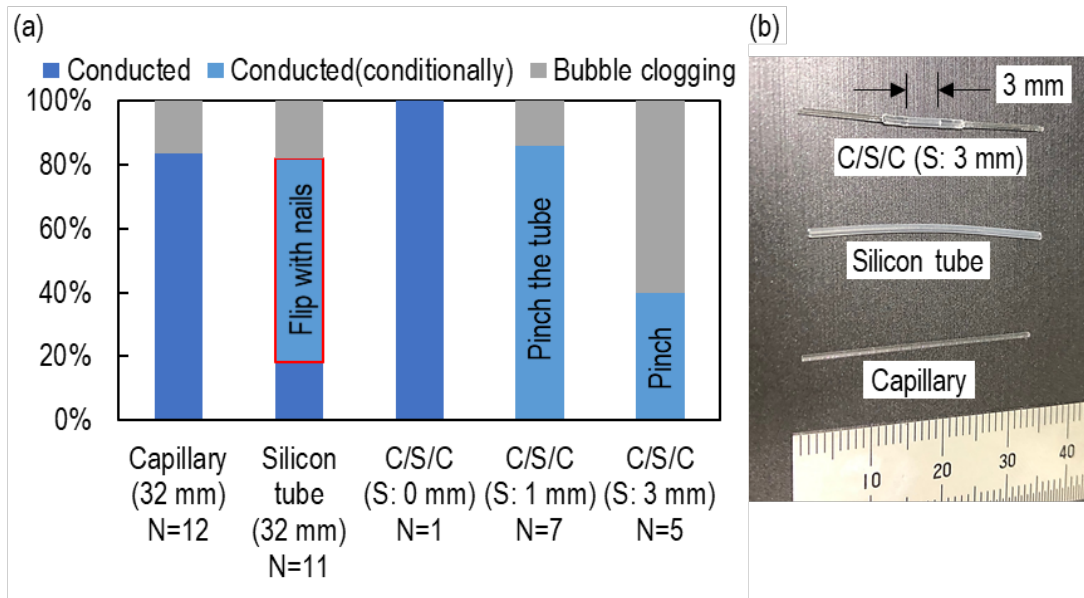 (a)
Conducted Conducted(conditionally) Bubble clogging
100%
80%
60%
40%
20%
0%
Flip with nails
Pinch the tube
Pinch
Capillary
(32 mm)
N=12
Silicon
tube
(32 mm)
N=11
C/S/C
(S: 0 mm)
N=1
C/S/C
(S: 1 mm)
N=7
C/S/C
(S: 3 mm)
N=5
(b)
3 mm
C/S/C (S: 3 mm)
Silicon tube
Capillary
10 20 30 40